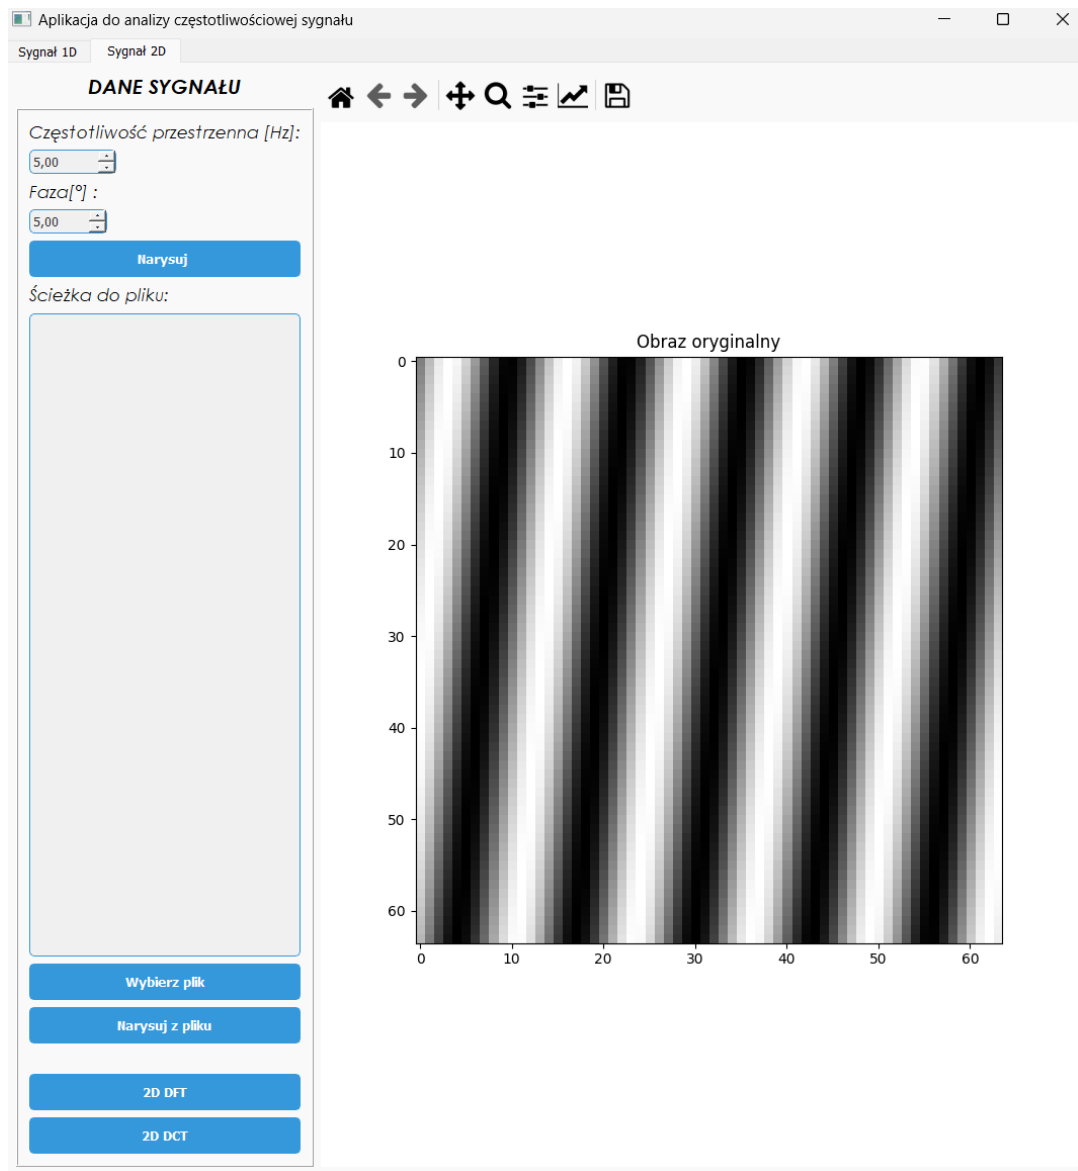 Aplikacja do analizy częstotliwościowej sygnału
Sygnał 1D
Sygnał 2D
DANE SYGNAŁU
Częstotliwość przestrzenna [Hz]:
5,00
Faza[°] :
5,00
Narysuj
Ścieżka do pliku:
Wybierz plik
Narysuj z pliku
2D DFT
2D DCT
Obraz oryginalny
0
10
20
30
40
50
60
0 10 20 30 40 50 60